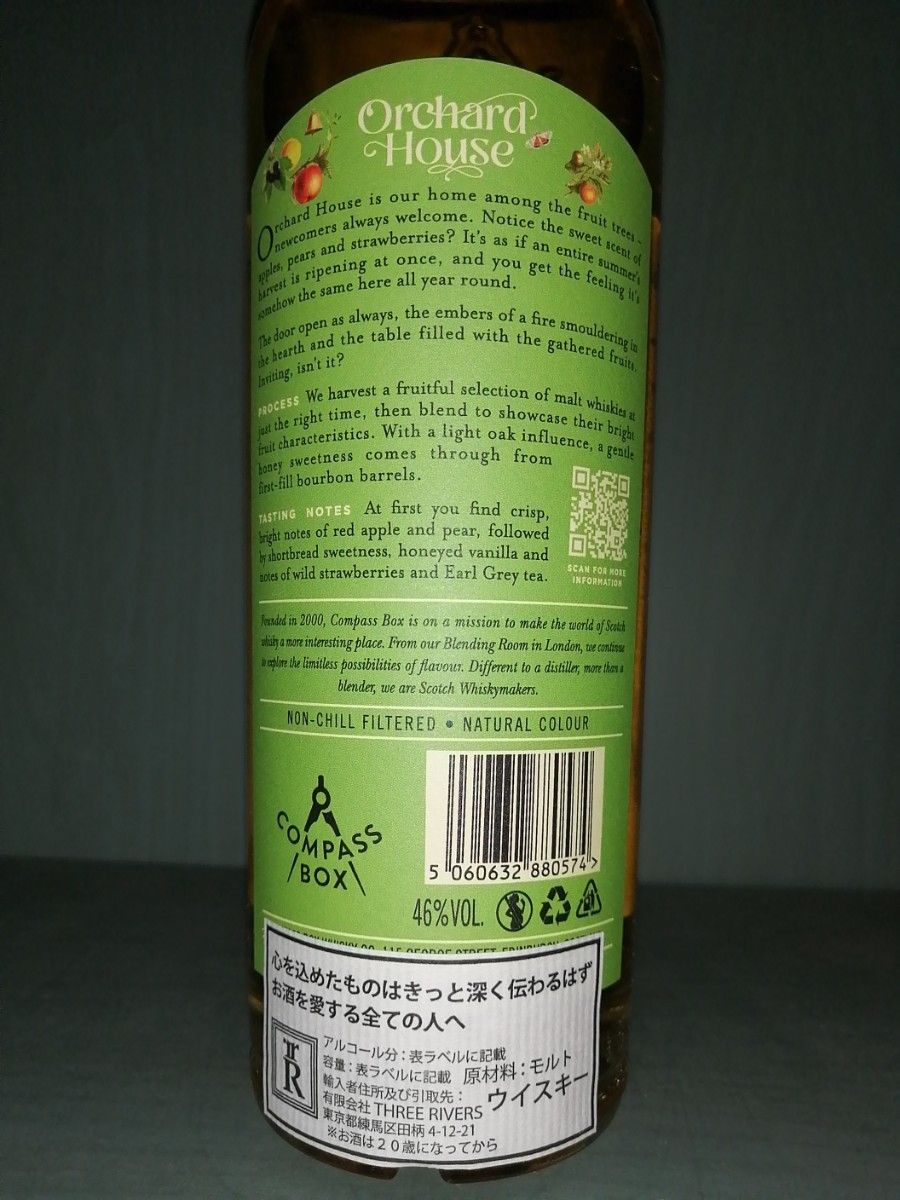 Orchard
House
Orchard House is our home among the fruit trees –
newcomers always welcome. Notice the sweet scent of
apples, pears and strawberries? It's as if an entire summer's
harvest is ripening at once, and you get the feeling it's
somehow the same here all year round.
The door open as always, the embers of a fire smouldering in
the hearth and the table filled with the gathered fruits.
Inviting, isn't it?
PROCESS We harvest a fruitful selection of malt whiskies at
just the right time, then blend to showcase their bright
fruit characteristics. With a light oak influence, a gentle
honey sweetness comes through from
first-fill bourbon barrels.
TASTING NOTES At first you find crisp,
bright notes of red apple and pear, followed
by shortbread sweetness, honeyed vanilla and
notes of wild strawberries and Earl Grey tea.
SCAN FOR MORE
INFORMATION
Founded in 2000, Compass Box is on a mission to make the world of Scotch
whisky a more interesting place. From our Blending Room in London, we continue
to explore the limitless possibilities of flavour. Different to a distiller, more than a
blender, we are Scotch Whiskymakers.
NON-CHILL FILTERED • NATURAL COLOUR
COMPASS
BOX
5 060632 880574 >
46%VOL.
心を込めたものはきっと深く伝わるはず
お酒を愛する全ての人へ
TR
アルコール分：表ラベルに記載
容量：表ラベルに記載 原材料：モルト
ウイスキー
輸入者住所及び引取先：
有限会社 THREE RIVERS
東京都練馬区田柄 4-12-21
※お酒は２０歳になってから